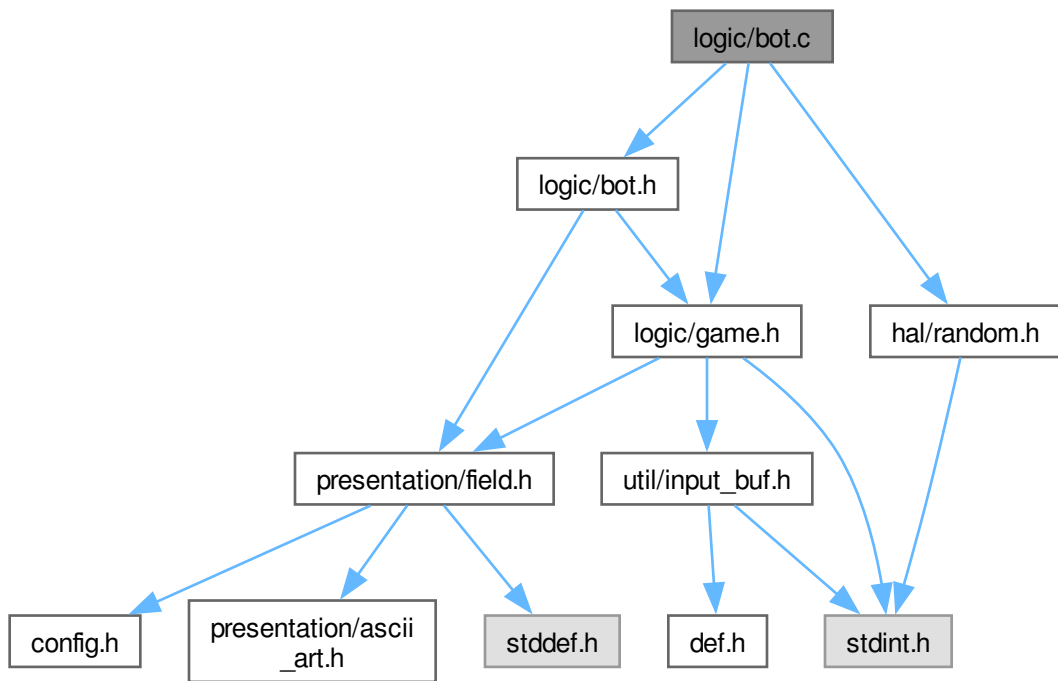 logic/bot.c
logic/bot.h
logic/game.h
hal/random.h
presentation/field.h
util/input_buf.h
config.h
presentation/ascii
_art.h
stddef.h
def.h
stdint.h